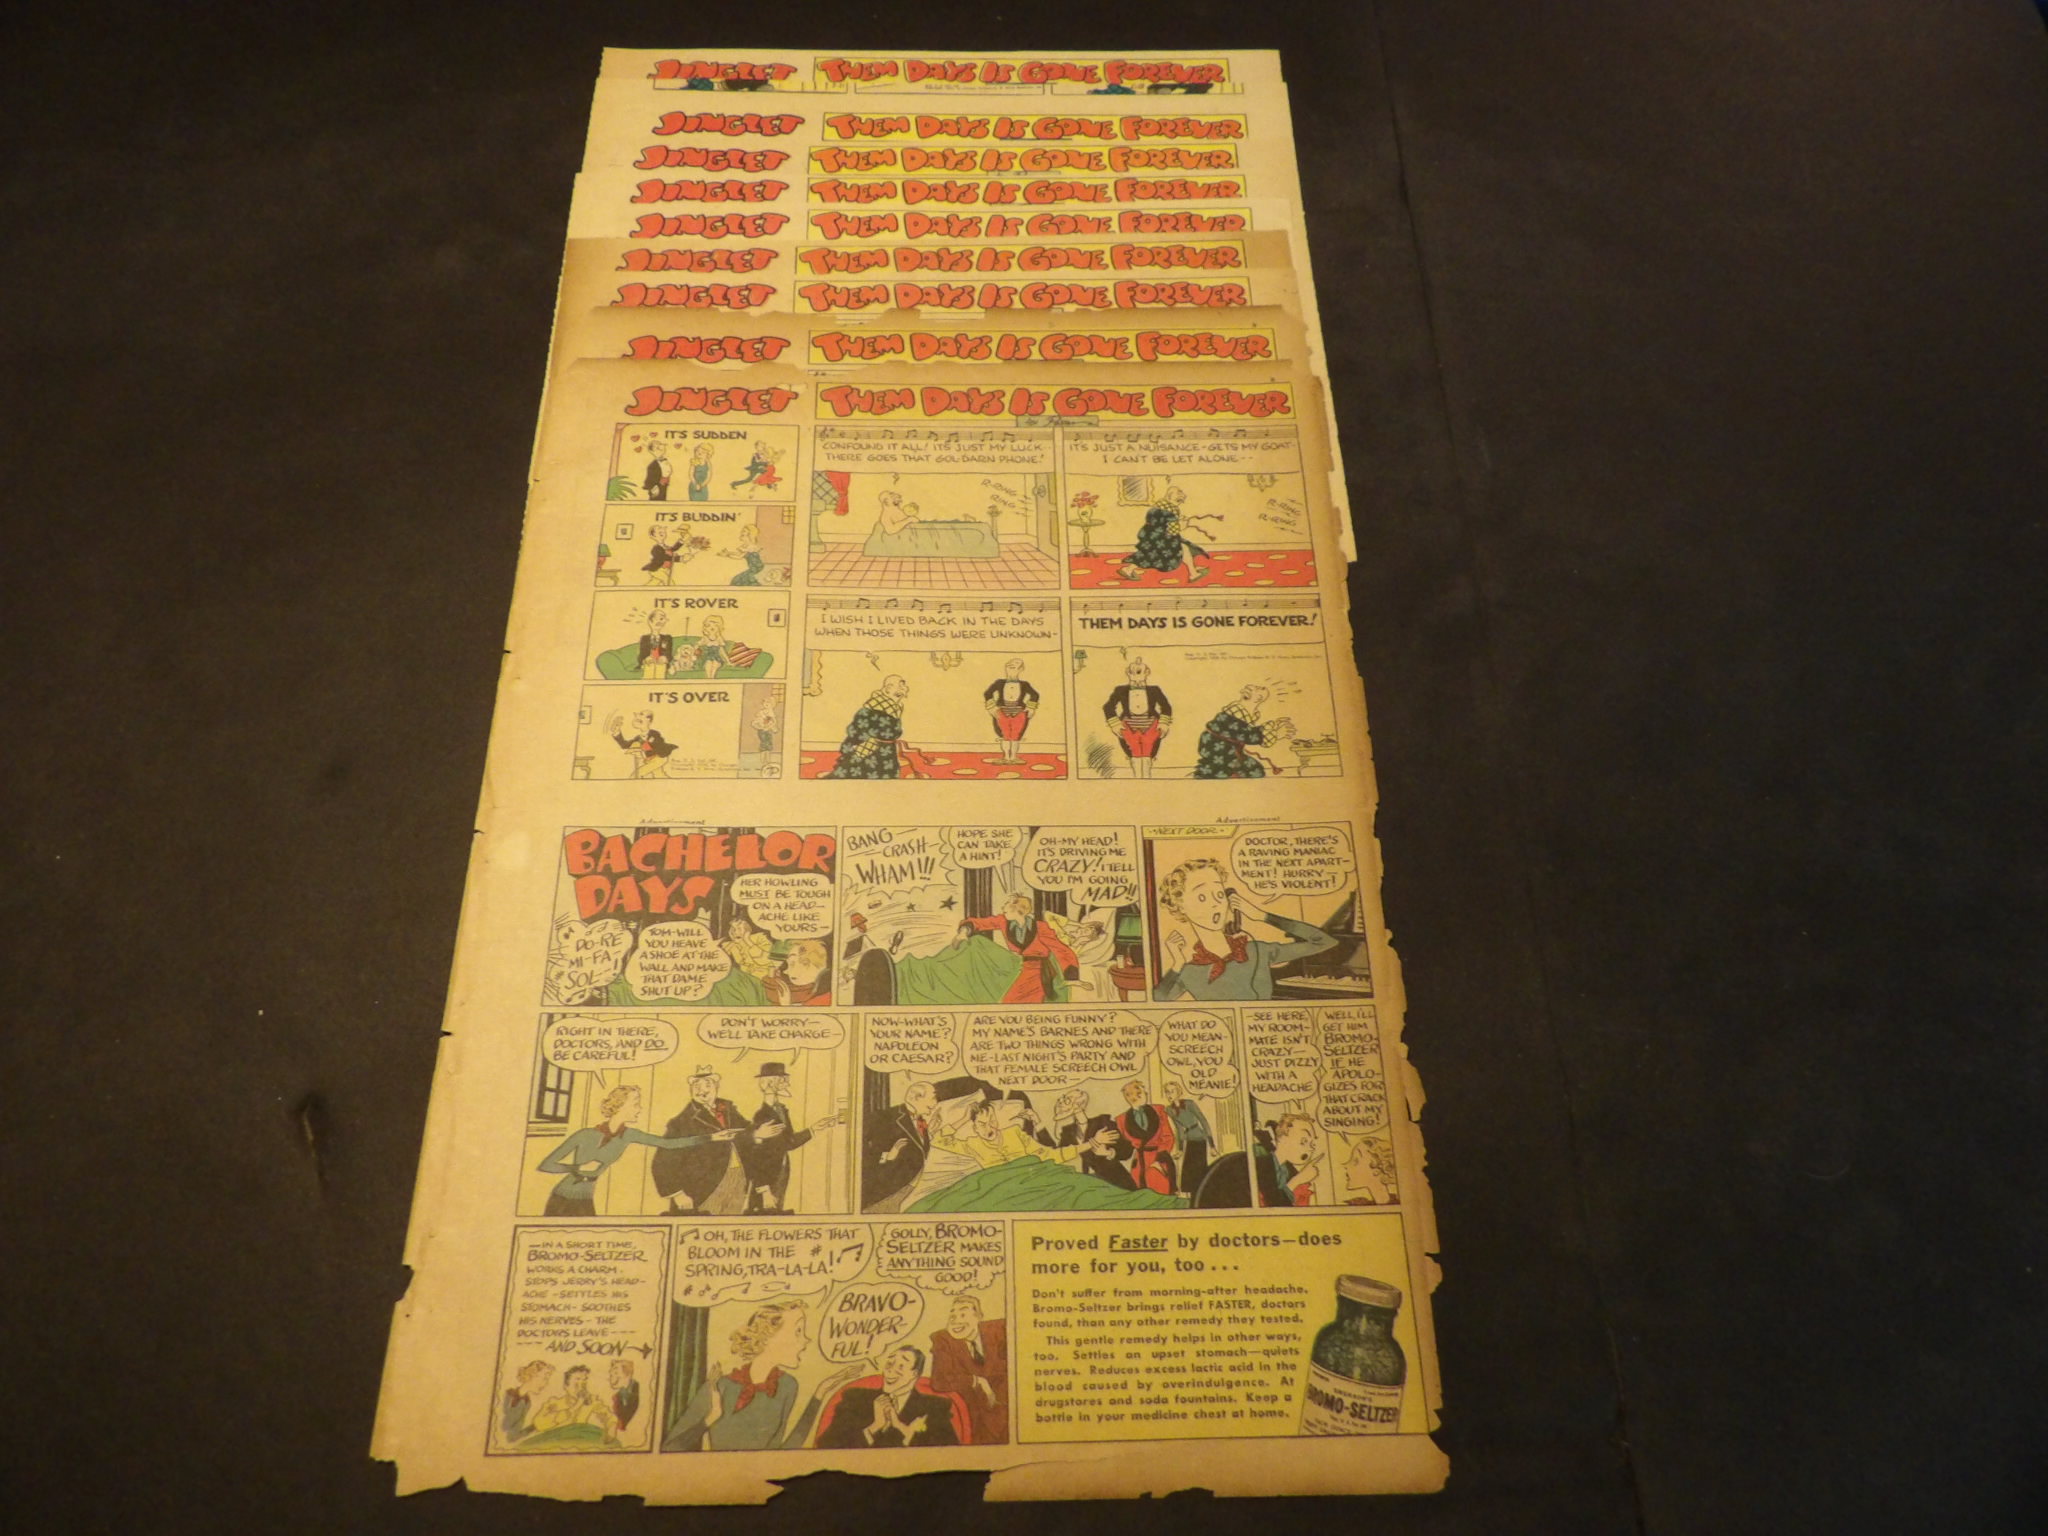 JINGLET THEM DAYS IS GONE FOREVER
JINGLET THEM DAYS IS GONE FOREVER
JINGLET THEM DAYS IS GONE FOREVER
JINGLET THEM DAYS IS GONE FOREVER
JINGLET THEM DAYS IS GONE FOREVER
JINGLET THEM DAYS IS GONE FOREVER
JINGLET THEM DAYS IS GONE FOREVER
JINGLET THEM DAYS IS GONE FOREVER
JINGLET THEM DAYS IS GONE FOREVER
IT'S SUDDEN
IT'S BUDDIN'
IT'S ROVER
IT'S OVER
CONFOUND IT ALL! IT'S JUST MY LUCK--
THERE GOES THAT GOL-DARN PHONE!
R-RING
RING
IT'S JUST A NUISANCE-GETS MY GOAT-
I CAN'T BE LET ALONE--
R-RING
R-RING
I WISH I LIVED BACK IN THE DAYS
WHEN THOSE THINGS WERE UNKNOWN-
THEM DAYS IS GONE FOREVER!
Advertisement
Advertisement
BACHELOR
DAYS
DO-RE
MI-FA
SOL--!
TOM-WILL
YOU HEAVE
A SHOE AT THE
WALL AND MAKE
THAT DAME
SHUT UP?
HER HOWLING
MUST BE TOUGH
ON A HEAD-
ACHE LIKE
YOURS-
BANG-
CRASH-
WHAM!!!
HOPE SHE
CAN TAKE
A HINT!
OH-MY HEAD!
IT'S DRIVING ME
CRAZY! I TELL
YOU I'M GOING
MAD!!
-NEXT DOOR-
DOCTOR, THERE'S
A RAVING MANIAC
IN THE NEXT APART-
MENT! HURRY-
HE'S VIOLENT!
RIGHT IN THERE,
DOCTORS, AND DO
BE CAREFUL!
DON'T WORRY-
WE'LL TAKE CHARGE-
NOW-WHAT'S
YOUR NAME?
NAPOLEON
OR CAESAR?
ARE YOU BEING FUNNY?
MY NAME'S BARNES AND THERE
ARE TWO THINGS WRONG WITH
ME-LAST NIGHT'S PARTY AND
THAT FEMALE SCREECH OWL
NEXT DOOR-
WHAT DO
YOU MEAN-
SCREECH
OWL, YOU
OLD
MEANIE!
-SEE HERE,
MY ROOM-
MATE ISN'T
CRAZY-
JUST DIZZY
WITH A
HEADACHE
WELL, I'LL
GET HIM
BROMO-
SELTZER
IF HE
APOLO-
GIZES FOR
THAT CRACK
ABOUT MY
SINGING!
-IN A SHORT TIME,
BROMO-SELTZER
WORKS A CHARM.
STOPS JERRY'S HEAD-
ACHE-SETTLES HIS
STOMACH-SOOTHES
HIS NERVES-THE
DOCTORS LEAVE---
---AND SOON
OH, THE FLOWERS THAT
BLOOM IN THE
SPRING, TRA-LA-LA!
BRAVO-
WONDER-
FUL!
GOLLY, BROMO-
SELTZER MAKES
ANYTHING SOUND
GOOD!
Proved Faster by doctors—does
more for you, too...
Don't suffer from morning-after headache.
Bromo-Seltzer brings relief FASTER, doctors
found, than any other remedy they tested.
This gentle remedy helps in other ways,
too. Settles an upset stomach—quiets
nerves. Reduces excess lactic acid in the
blood caused by overindulgence. At
drugstores and soda fountains. Keep a
bottle in your medicine chest at home.
EMERSON'S
BROMO-SELTZER